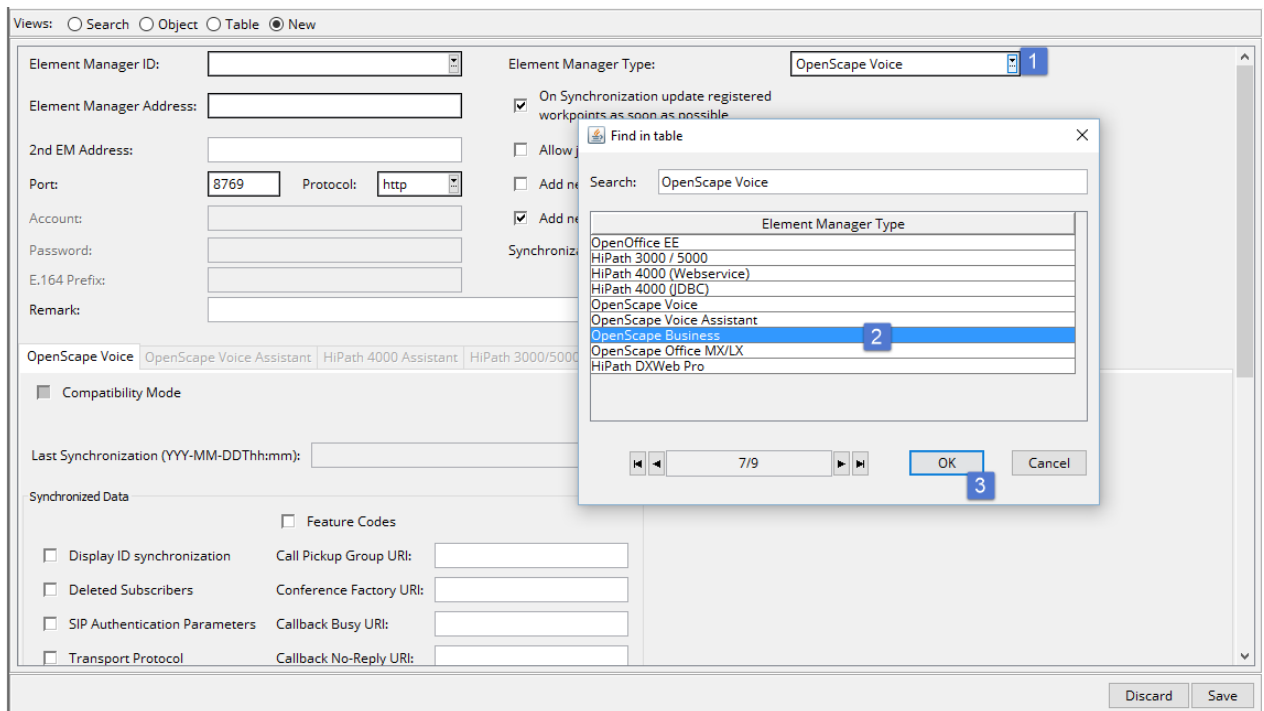 Views: Search Object Table New
Element Manager ID:
Element Manager Type: OpenScape Voice 1
Element Manager Address:
On Synchronization update registered
workpoints as soon as possible
2nd EM Address:
Allow
Port: 8769 Protocol: http
Add
Account:
Add
Password:
E.164 Prefix:
Remark:
Find in table
Search: OpenScape Voice
Element Manager Type
OpenOffice EE
HiPath 3000 / 5000
HiPath 4000 (Webservice)
HiPath 4000 (JDBC)
OpenScape Voice
OpenScape Voice Assistant
OpenScape Business 2
OpenScape Office MX/LX
HiPath DXWeb Pro
7/9 OK Cancel
3
OpenScape Voice OpenScape Voice Assistant HiPath 4000 Assistant HiPath 3000/5000
Compatibility Mode
Last Synchronization (YYY-MM-DDThh:mm):
Synchronized Data
Feature Codes
Display ID synchronization Call Pickup Group URI:
Deleted Subscribers Conference Factory URI:
SIP Authentication Parameters Callback Busy URI:
Transport Protocol Callback No-Reply URI:
Discard Save